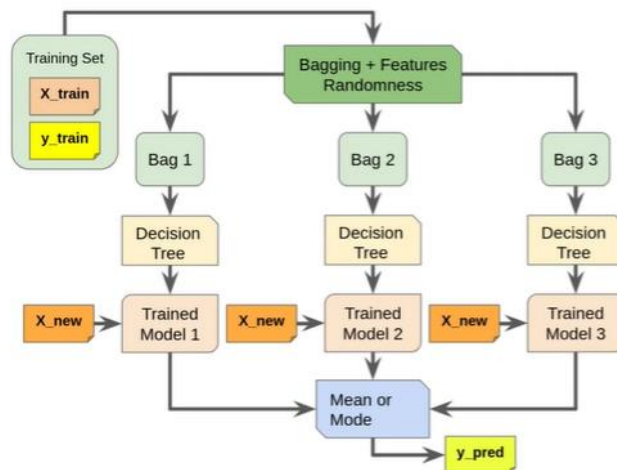 Training Set
X_train
y_train
Bagging + Features
Randomness
Bag 1
Bag 2
Bag 3
Decision
Tree
Decision
Tree
Decision
Tree
X_new
Trained
Model 1
X_new
Trained
Model 2
X_new
Trained
Model 3
Mean or
Mode
y_pred